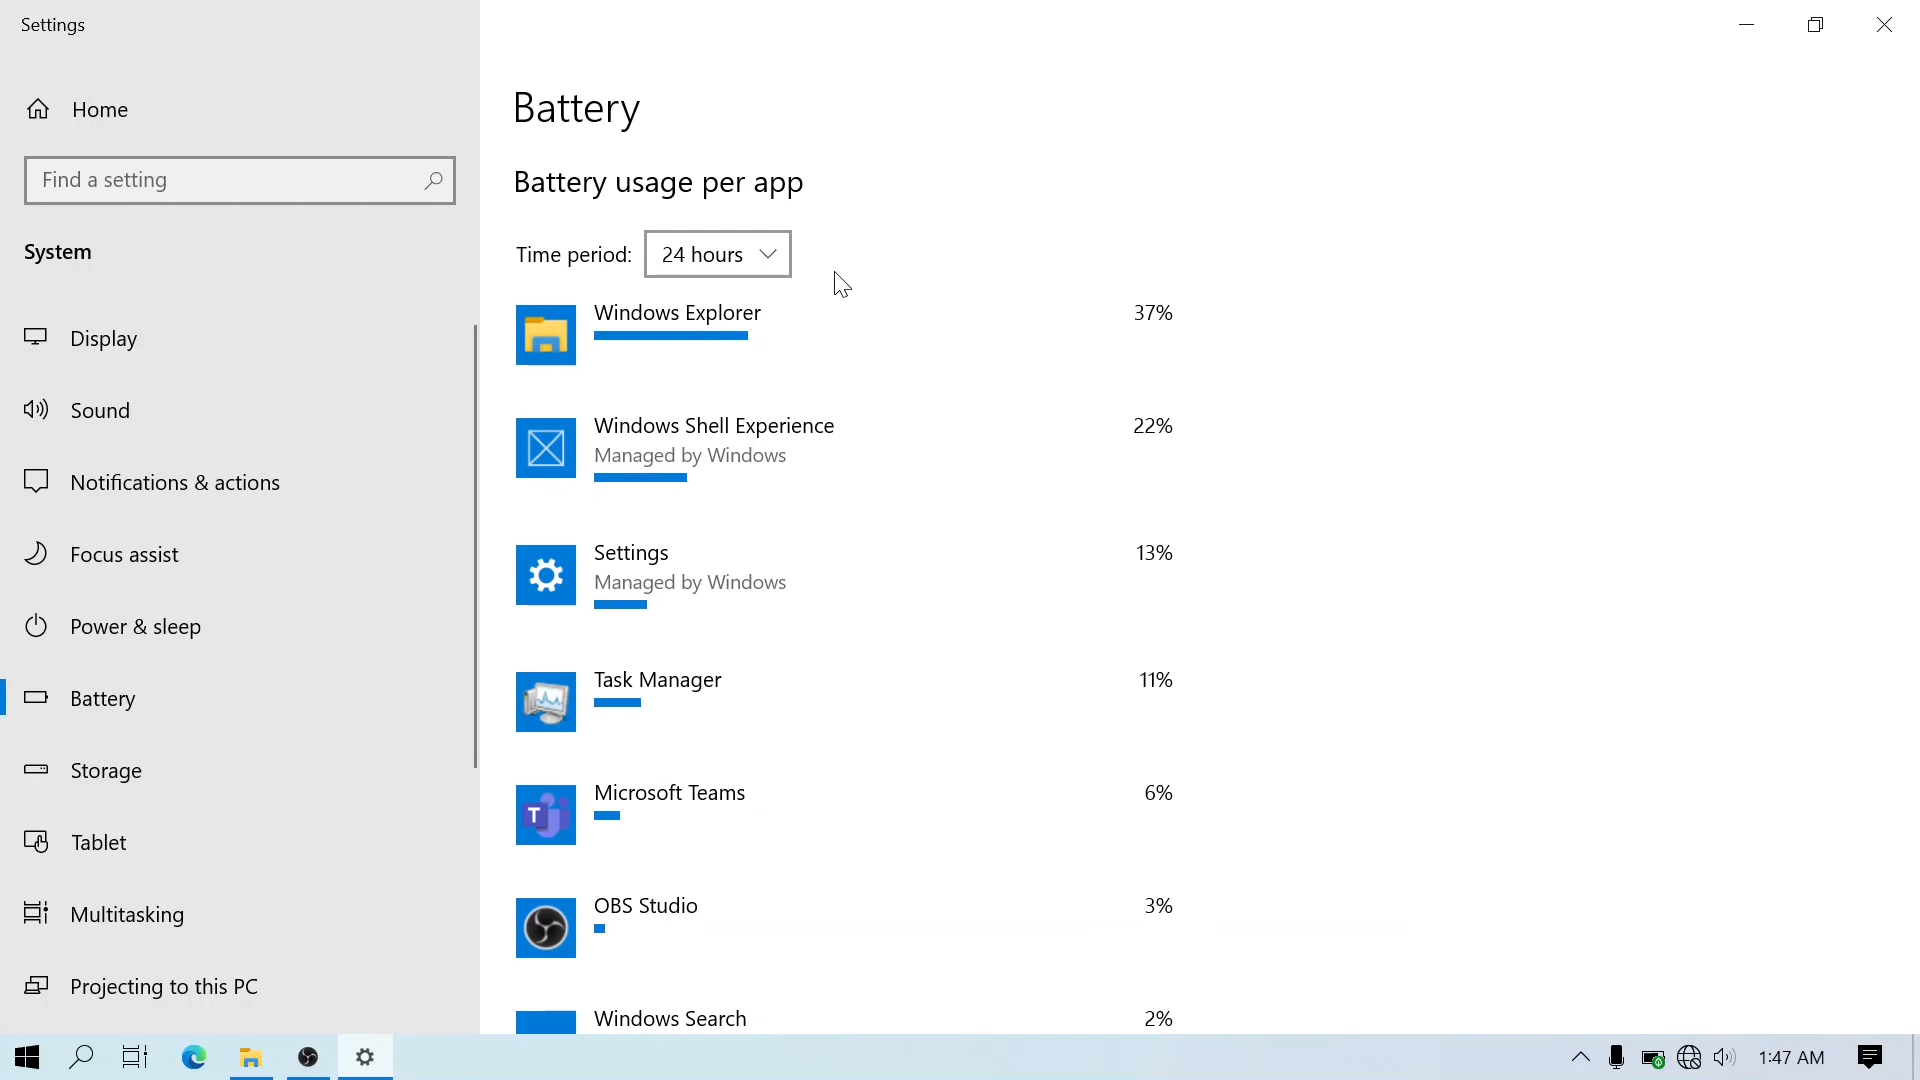 Settings
Home
Find a setting
System
Display
Sound
Notifications & actions
Focus assist
Power & sleep
Battery
Storage
Tablet
Multitasking
Projecting to this PC
Battery
Battery usage per app
Time period: 24 hours
Windows Explorer 37%
Windows Shell Experience 22%
Managed by Windows
Settings 13%
Managed by Windows
Task Manager 11%
Microsoft Teams 6%
OBS Studio 3%
Windows Search 2%
1:47 AM